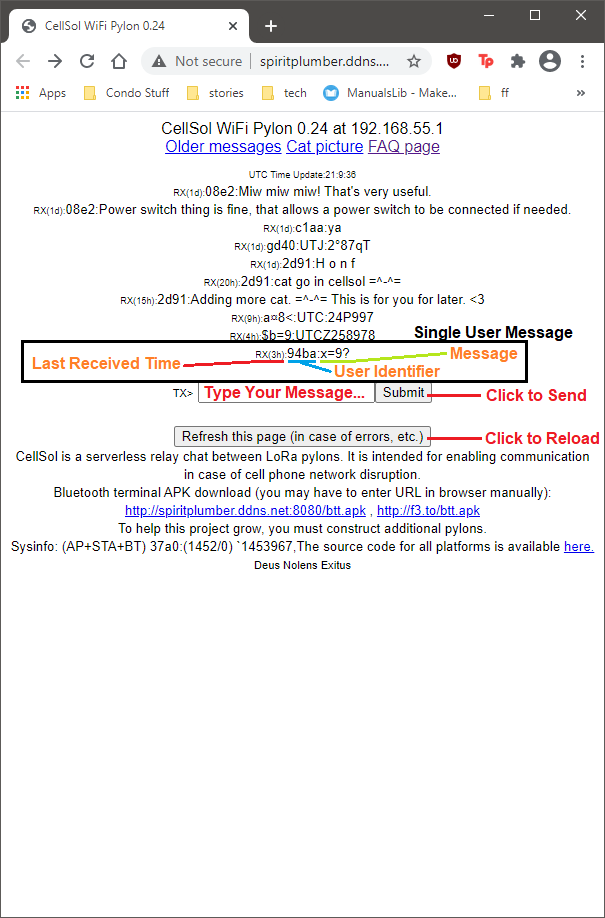 CellSol WiFi Pylon 0.24
Not secure | spiritplumber.ddns....
Apps Condo Stuff stories tech ManualsLib - Make... ff »
CellSol WiFi Pylon 0.24 at 192.168.55.1
Older messages Cat picture FAQ page
UTC Time Update:21:9:36
RX(1d):08e2:Miw miw miw! That's very useful.
RX(1d):08e2:Power switch thing is fine, that allows a power switch to be connected if needed.
RX(1d):c1aa:ya
RX(1d):gd40:UTJ:2°87qT
RX(1d):2d91:H o n f
RX(20h):2d91:cat go in cellsol =^-^=
RX(15h):2d91:Adding more cat. =^-^= This is for you for later. <3
RX(9h):a¤8<:UTC:24P997
RX(4h):$b=9:UTCZ258978
Single User Message
RX(3h):94ba:x=9?
Last Received Time
Message
User Identifier
TX> Type Your Message... Submit
Click to Send
Refresh this page (in case of errors, etc.)
Click to Reload
CellSol is a serverless relay chat between LoRa pylons. It is intended for enabling communication
in case of cell phone network disruption.
Bluetooth terminal APK download (you may have to enter URL in browser manually):
http://spiritplumber.ddns.net:8080/btt.apk , http://f3.to/btt.apk
To help this project grow, you must construct additional pylons.
Sysinfo: (AP+STA+BT) 37a0:(1452/0) `1453967,The source code for all platforms is available here.
Deus Nolens Exitus